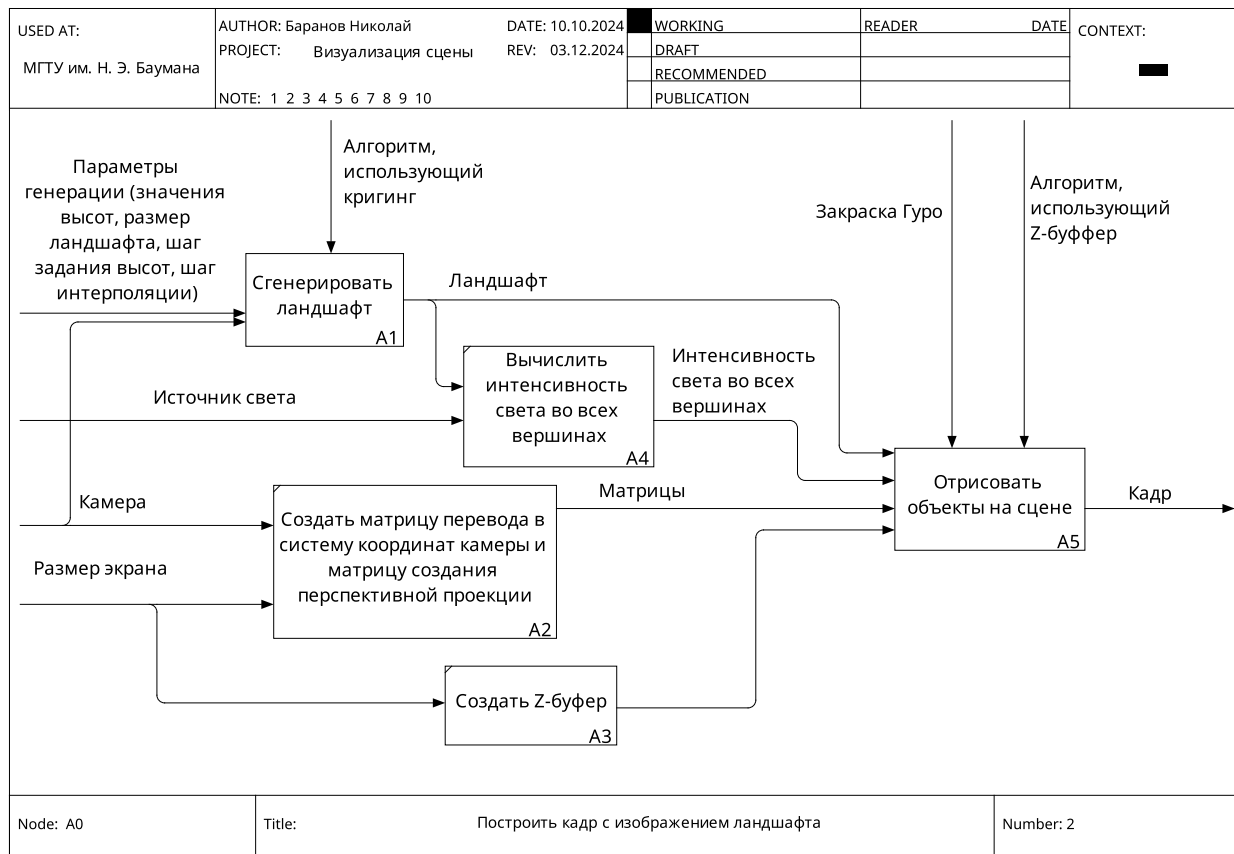 USED AT:
МГТУ им. Н. Э. Баумана
AUTHOR: Баранов Николай
DATE: 10.10.2024
PROJECT: Визуализация сцены
REV: 03.12.2024
NOTE: 1 2 3 4 5 6 7 8 9 10
WORKING
DRAFT
RECOMMENDED
PUBLICATION
READER DATE
CONTEXT:
Параметры
генерации (значения
высот, размер
ландшафта, шаг
задания высот, шаг
интерполяции)
Алгоритм,
использующий
кригинг
Закраска Гуро
Алгоритм,
использующий
Z-буффер
Сгенерировать
ландшафт
A1
Ландшафт
Источник света
Вычислить
интенсивность
света во всех
вершинах
A4
Интенсивность
света во всех
вершинах
Камера
Размер экрана
Создать матрицу перевода в
систему координат камеры и
матрицу создания
перспективной проекции
A2
Матрицы
Отрисовать
объекты на сцене
A5
Кадр
Создать Z-буфер
A3
Node: A0
Title: Построить кадр с изображением ландшафта
Number: 2